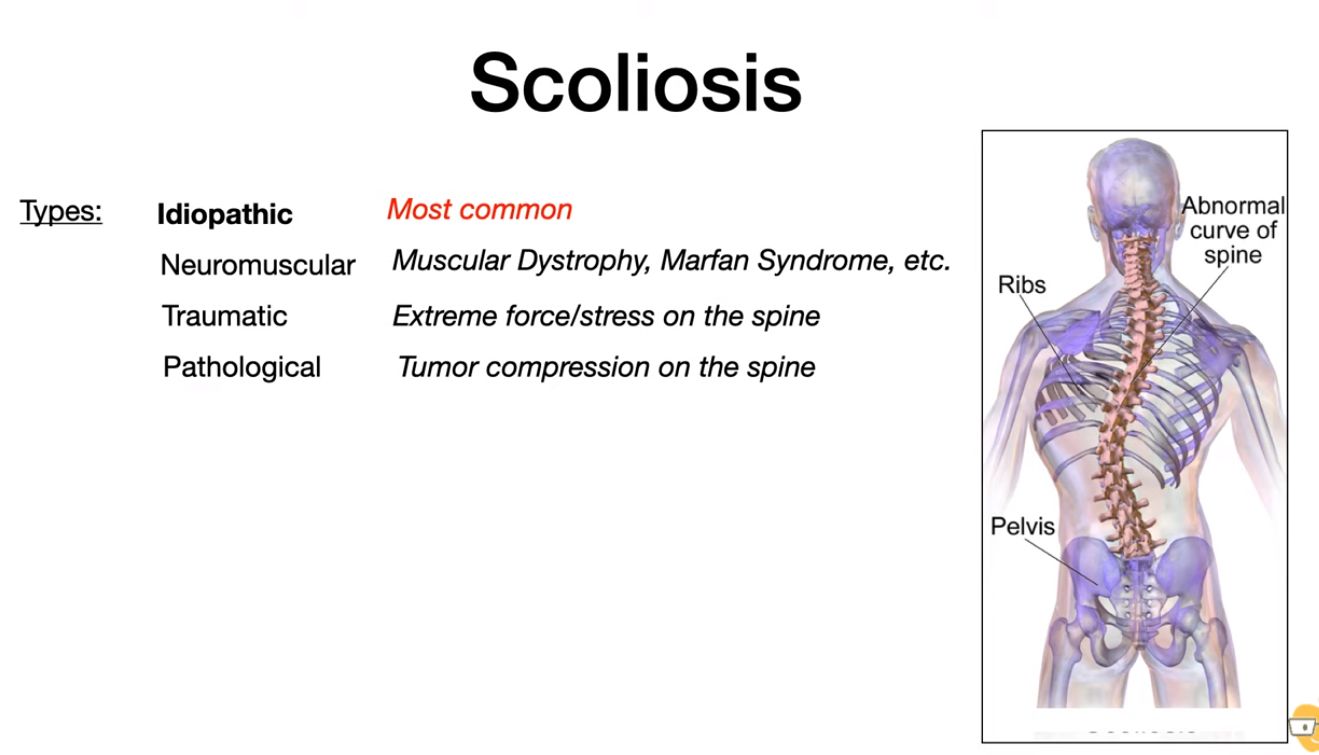 Scoliosis
Types: Idiopathic Most common
Neuromuscular Muscular Dystrophy, Marfan Syndrome, etc.
Traumatic Extreme force/stress on the spine
Pathological Tumor compression on the spine
Abnormal
curve of
spine
Ribs
Pelvis